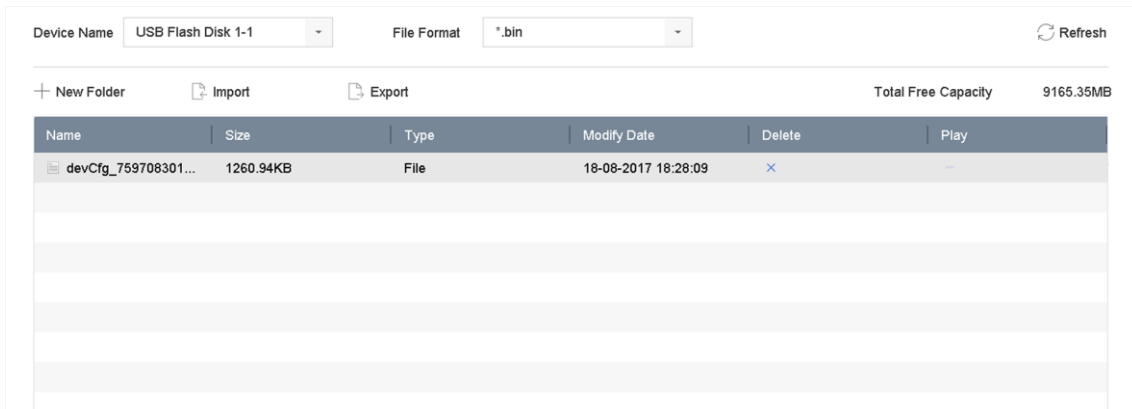 Device Name USB Flash Disk 1-1 File Format *.bin Refresh
New Folder Import Export Total Free Capacity 9165.35MB
Name Size Type Modify Date Delete Play
devCfg_759708301... 1260.94KB File 18-08-2017 18:28:09